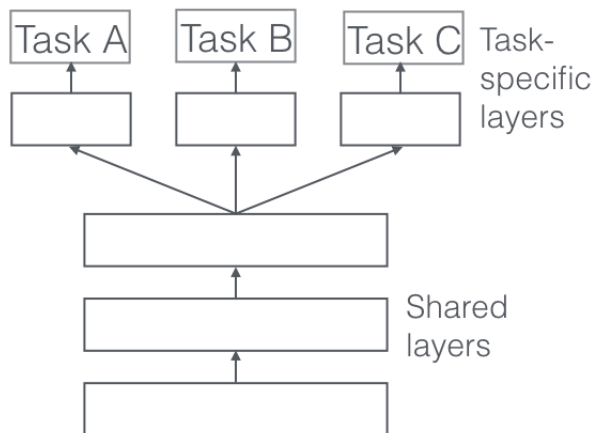 Task A Task B Task C
Task-
specific
layers
Shared
layers